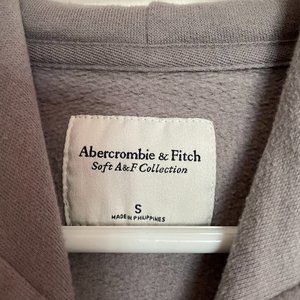 Abercrombie & Fitch
Soft A&F Collection
S
MADE IN PHILIPPINES